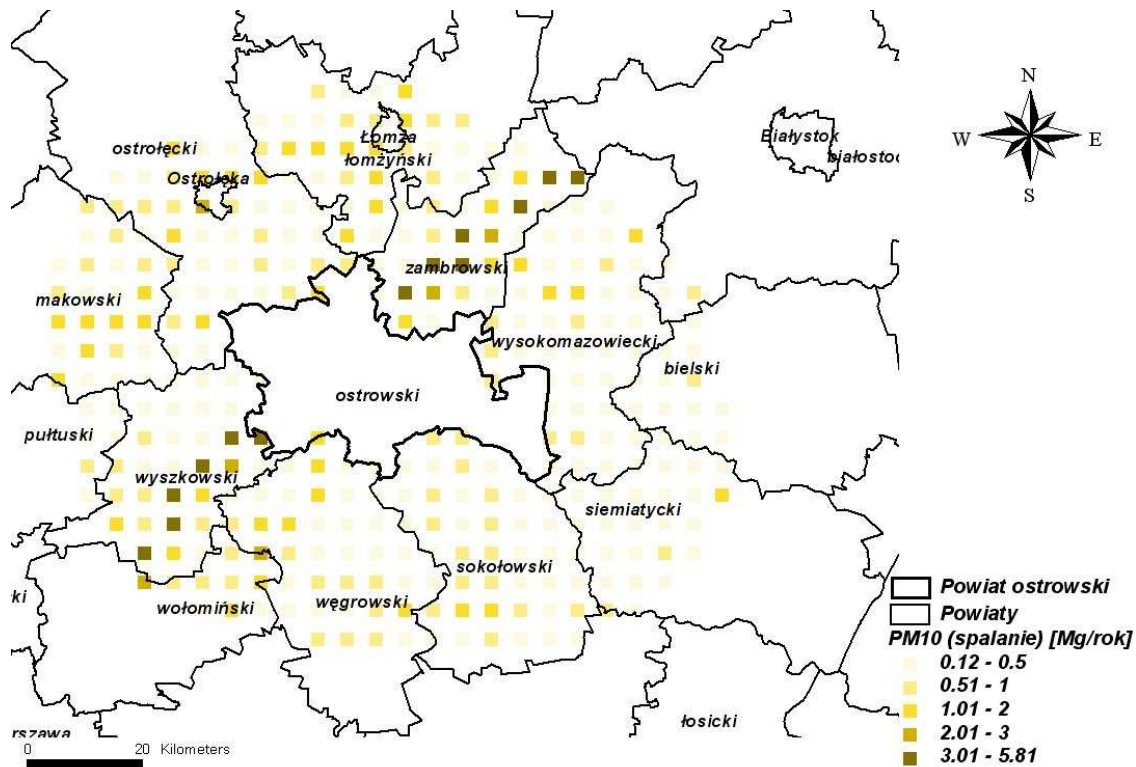 N
W E
S
Białystok
białostoc
Łomża
łomżyński
ostrołęcki
Ostrołęka
zambrowski
makowski
wysokomazowiecki
bielski
ostrowski
pułtuski
wyszkowski
siemiatycki
sokołowski
wołomiński
węgrowski
ki
łosicki
rszawa
0 20 Kilometers
Powiat ostrowski
Powiaty
PM10 (spalanie) [Mg/rok]
0.12 - 0.5
0.51 - 1
1.01 - 2
2.01 - 3
3.01 - 5.81